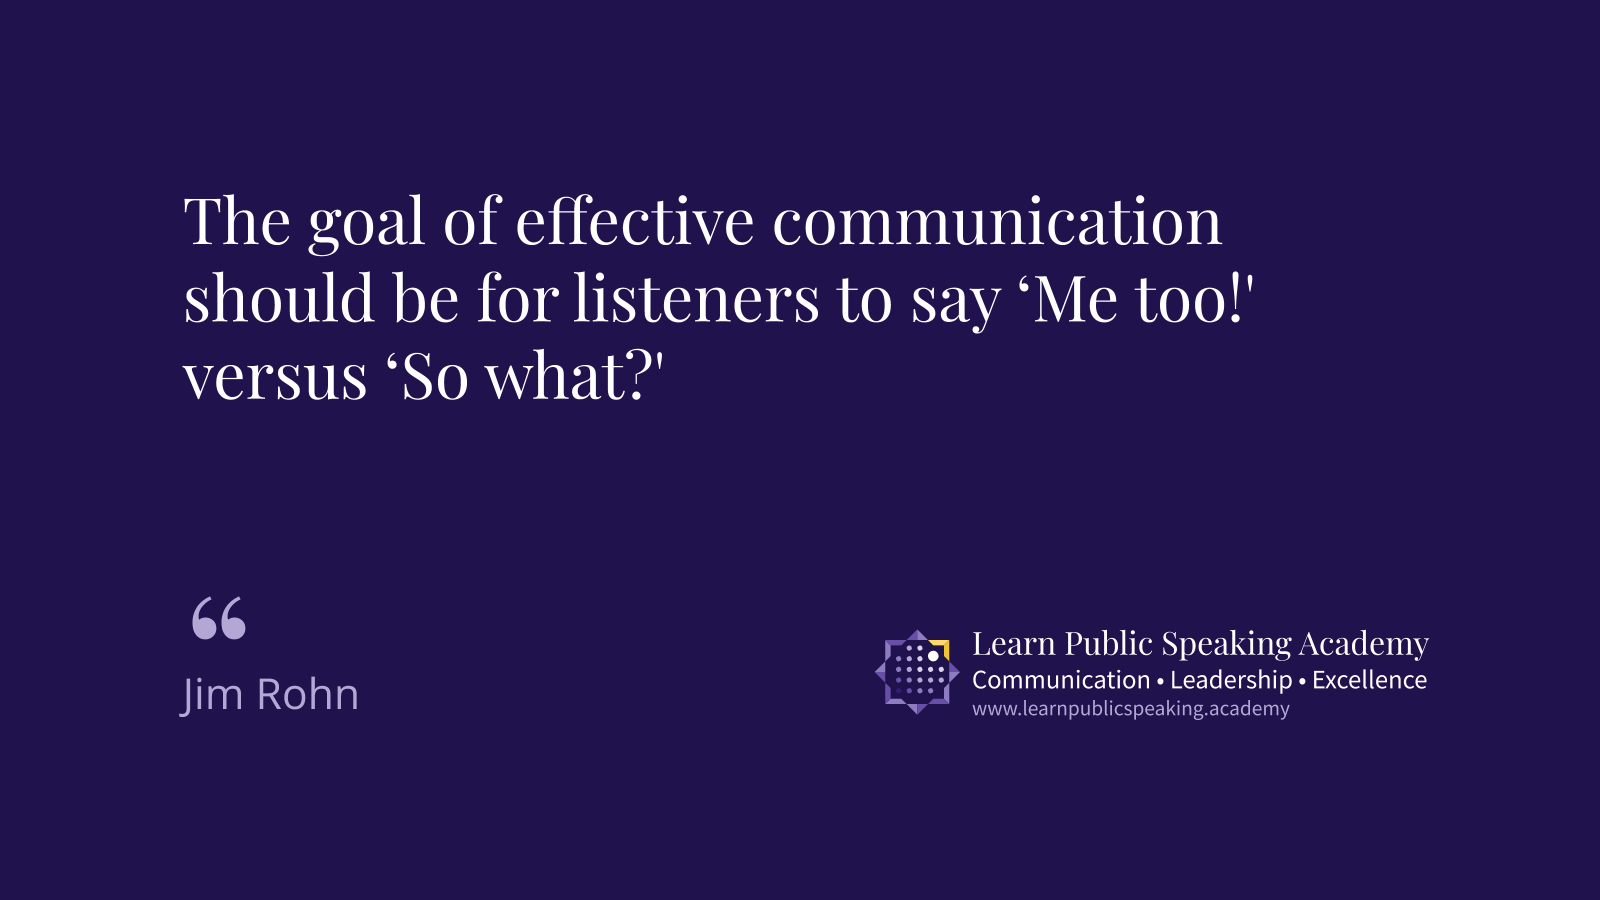 The goal of effective communication
should be for listeners to say ‘Me too!'
versus ‘So what?'
“
Jim Rohn
Learn Public Speaking Academy
Communication • Leadership • Excellence
www.learnpublicspeaking.academy